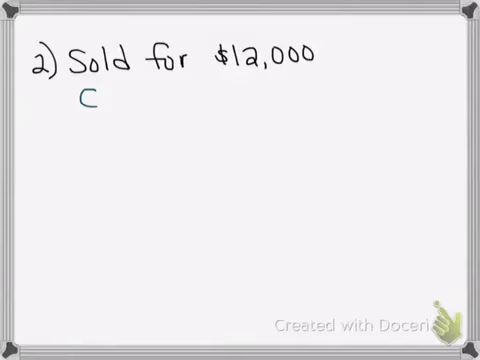 2) Sold for $12,000
C
Created with Doceri